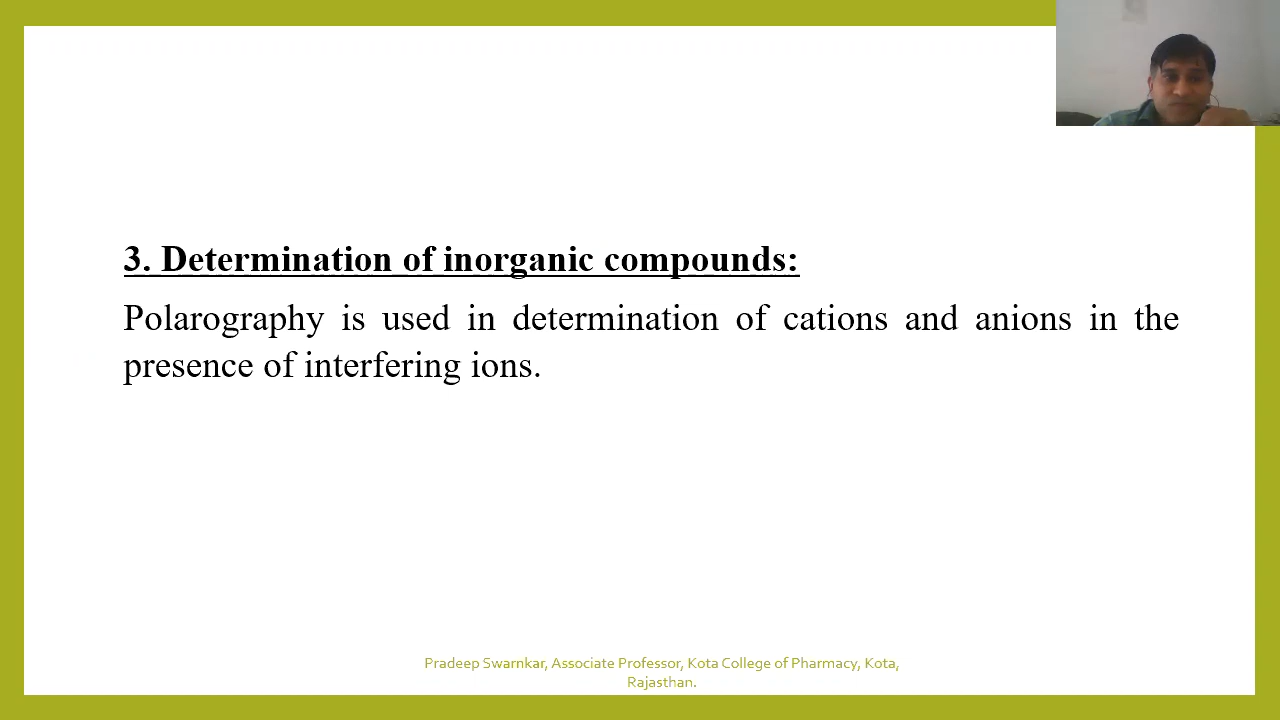 3. Determination of inorganic compounds:
Polarography is used in determination of cations and anions in the
presence of interfering ions.
Pradeep Swarnkar, Associate Professor, Kota College of Pharmacy, Kota,
Rajasthan.